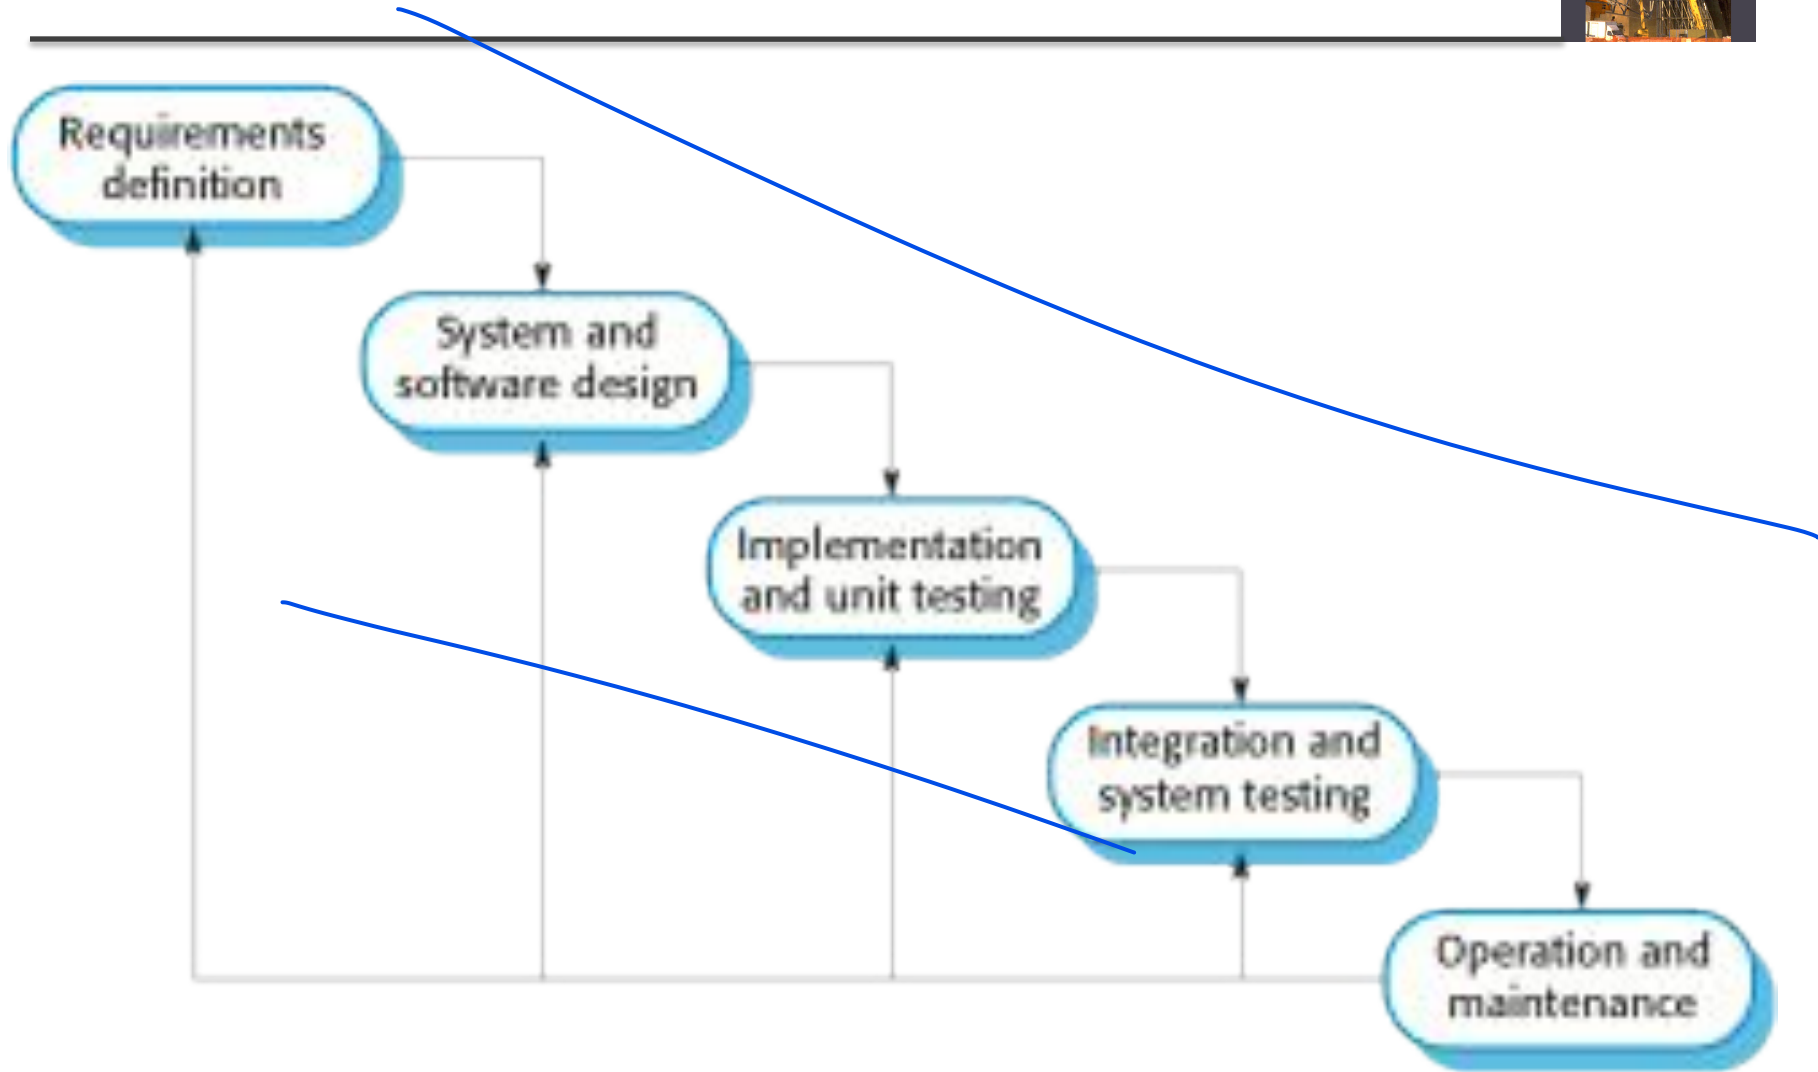 Requirements
definition
System and
software design
Implementation
and unit testing
Integration and
system testing
Operation and
maintenance